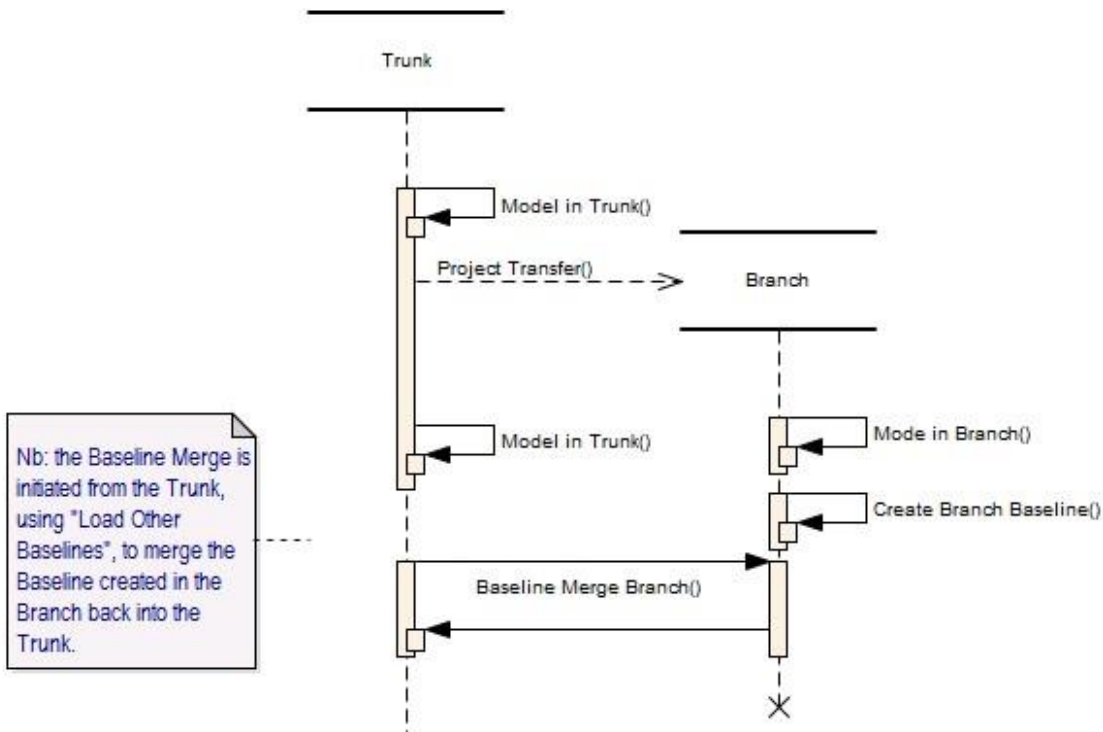 Trunk
Model in Trunk()
Project Transfer()
Branch
Model in Trunk()
Mode in Branch()
Create Branch Baseline()
Baseline Merge Branch()
Nb: the Baseline Merge is
initiated from the Trunk,
using "Load Other
Baselines", to merge the
Baseline created in the
Branch back into the
Trunk.